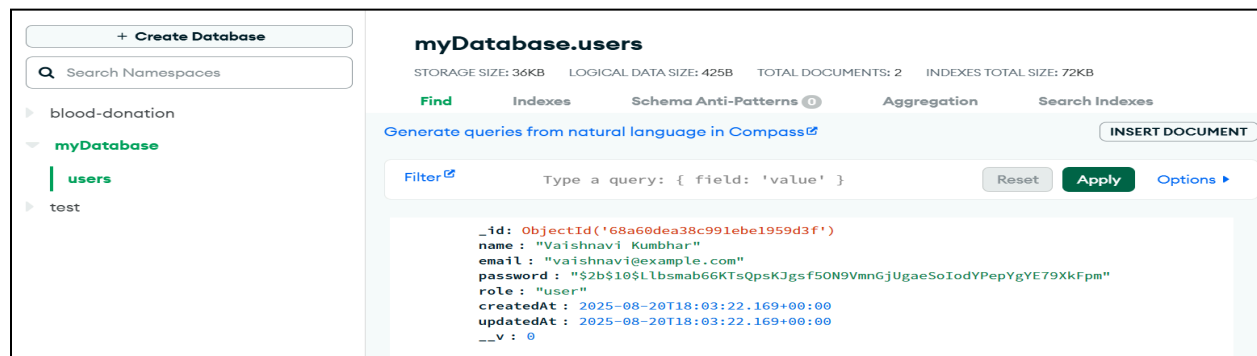 + Create Database
Search Namespaces
blood-donation
myDatabase
users
test
myDatabase.users
STORAGE SIZE: 36KB LOGICAL DATA SIZE: 425B TOTAL DOCUMENTS: 2 INDEXES TOTAL SIZE: 72KB
Find Indexes Schema Anti-Patterns 0 Aggregation Search Indexes
Generate queries from natural language in Compass
INSERT DOCUMENT
Filter Type a query: { field: 'value' } Reset Apply Options
_id: ObjectId('68a60dea38c991ebe1959d3f')
name : "Vaishnavi Kumbhar"
email : "vaishnavi@example.com"
password : "$2b$10$Llbsmab66KTsQpsKJgsf5ON9VmnGjUgaeSoIodYPepYgYE79XkFpm"
role : "user"
createdAt : 2025-08-20T18:03:22.169+00:00
updatedAt : 2025-08-20T18:03:22.169+00:00
__v : 0